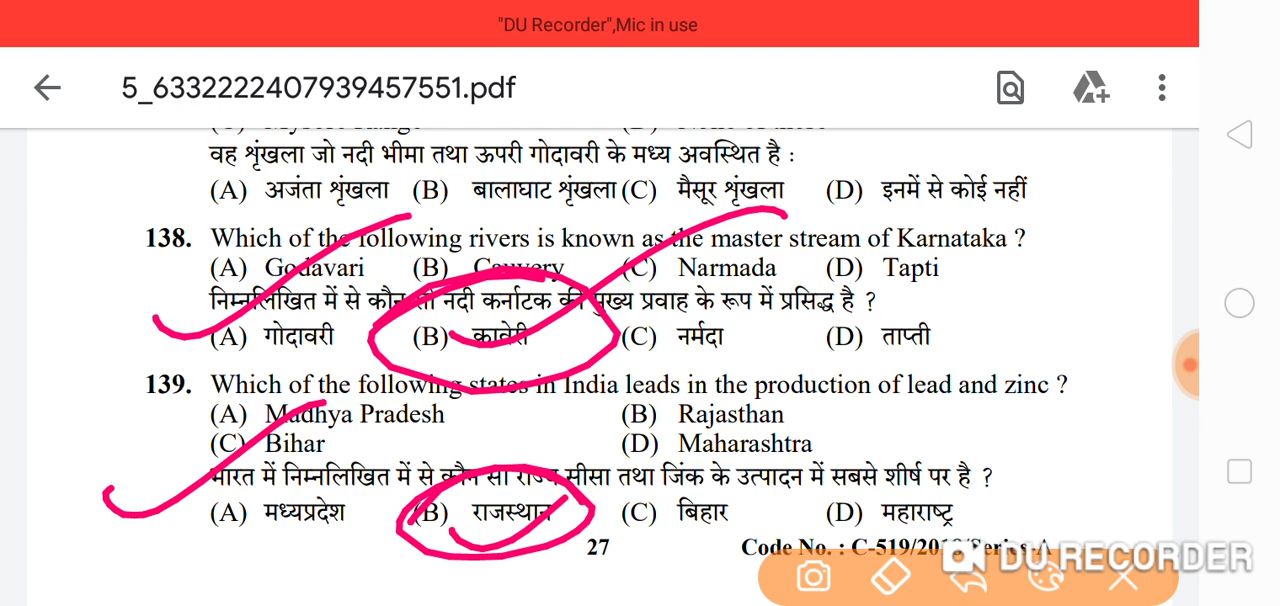 "DU Recorder",Mic in use
5_6332222407939457551.pdf
वह शृंखला जो नदी भीमा तथा ऊपरी गोदावरी के मध्य अवस्थित है :
(A) अजंता शृंखला (B) बालाघाट शृंखला (C) मैसूर शृंखला (D) इनमें से कोई नहीं
138. Which of the following rivers is known as the master stream of Karnataka ?
(A) Godavari (B) Cauvery (C) Narmada (D) Tapti
निम्नलिखित में से कौन सी नदी कर्नाटक की मुख्य प्रवाह के रूप में प्रसिद्ध है ?
(A) गोदावरी (B) कावेरी (C) नर्मदा (D) ताप्ती
139. Which of the following states in India leads in the production of lead and zinc ?
(A) Madhya Pradesh (B) Rajasthan
(C) Bihar (D) Maharashtra
भारत में निम्नलिखित में से कौन सा राज्य सीसा तथा जिंक के उत्पादन में सबसे शीर्ष पर है ?
(A) मध्यप्रदेश (B) राजस्थान (C) बिहार (D) महाराष्ट्र
27 Code No. :
DU RECORDER